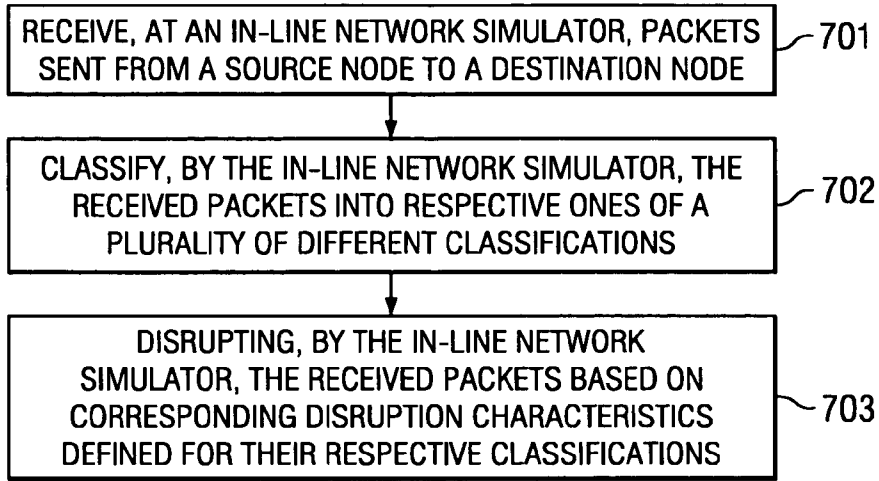 RECEIVE, AT AN IN-LINE NETWORK SIMULATOR, PACKETS
SENT FROM A SOURCE NODE TO A DESTINATION NODE
701
CLASSIFY, BY THE IN-LINE NETWORK SIMULATOR, THE
RECEIVED PACKETS INTO RESPECTIVE ONES OF A
PLURALITY OF DIFFERENT CLASSIFICATIONS
702
DISRUPTING, BY THE IN-LINE NETWORK
SIMULATOR, THE RECEIVED PACKETS BASED ON
CORRESPONDING DISRUPTION CHARACTERISTICS
DEFINED FOR THEIR RESPECTIVE CLASSIFICATIONS
703